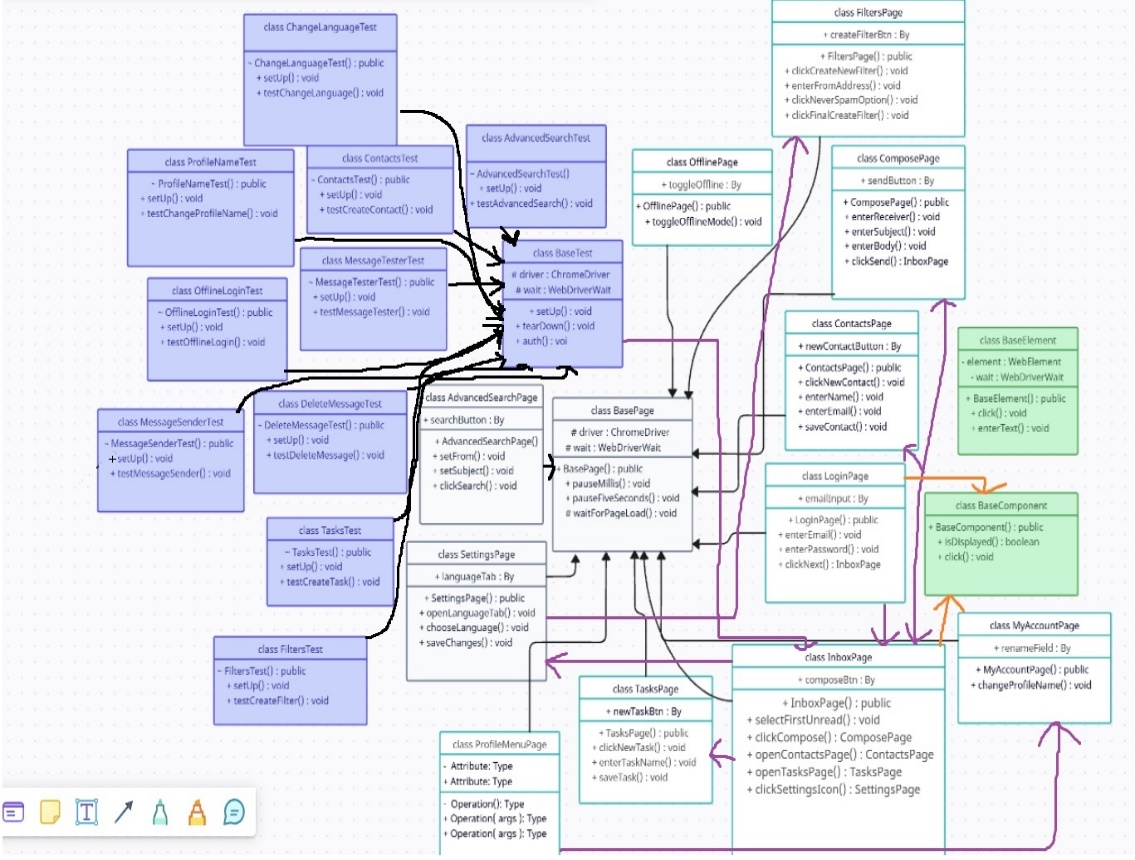 class ChangeLanguageTest
- ChangeLanguageTest() : public
+ setUp() : void
+ testChangeLanguage() : void
class ProfileNameTest
- ProfileNameTest() : public
+ setUp() : void
+ testChangeProfileName() : void
class ContactsTest
- ContactsTest() : public
+ setUp() : void
+ testCreateContact() : void
class AdvancedSearchTest
- AdvancedSearchTest()
+ setUp() : void
+ testAdvancedSearch() : void
class OfflineLoginTest
- OfflineLoginTest() : public
+ setUp() : void
+ testOfflineLogin() : void
class MessageTesterTest
- MessageTesterTest() : public
+ setUp() : void
+ testMessageTester() : void
class BaseTest
# driver : ChromeDriver
# wait : WebDriverWait
+ setUp() : void
+ tearDown() : void
+ auth() : voi
class MessageSenderTest
- MessageSenderTest() : public
+ setUp() : void
+ testMessageSender() : void
class DeleteMessageTest
- DeleteMessageTest() : public
+ setUp() : void
+ testDeleteMessage() : void
class TasksTest
- TasksTest() : public
+ setUp() : void
+ testCreateTask() : void
class FiltersTest
- FiltersTest() : public
+ setUp() : void
+ testCreateFilter() : void
class AdvancedSearchPage
+ searchButton : By
+ AdvancedSearchPage()
+ setFrom() : void
+ setSubject() : void
+ clickSearch() : void
class BasePage
# driver : ChromeDriver
# wait : WebDriverWait
+ BasePage() : public
+ pauseMillis() : void
+ pauseFiveSeconds() : void
# waitForPageLoad() : void
class SettingsPage
+ languageTab : By
+ SettingsPage() : public
+ openLanguageTab() : void
+ chooseLanguage() : void
+ saveChanges() : void
class ProfileMenuPage
- Attribute: Type
+ Attribute: Type
- Operation(): Type
+ Operation( args ) : Type
+ Operation( args ) : Type
class TasksPage
+ newTaskBtn : By
+ TasksPage() : public
+ clickNewTask() : void
+ enterTaskName() : void
+ saveTask() : void
class FiltersPage
+ createFilterBtn : By
+ FiltersPage() : public
+ clickCreateNewFilter() : void
+ enterFromAddress() : void
+ clickNeverSpamOption() : void
+ clickFinalCreateFilter() : void
class OfflinePage
+ toggleOffline : By
+ OfflinePage() : public
+ toggleOfflineMode() : void
class ComposePage
+ sendButton : By
+ ComposePage() : public
+ enterReceiver() : void
+ enterSubject() : void
+ enterBody() : void
+ clickSend() : InboxPage
class ContactsPage
+ newContactButton : By
+ ContactsPage() : public
+ clickNewContact() : void
+ enterName() : void
+ enterEmail() : void
+ saveContact() : void
class BaseElement
- element : WebElement
- wait : WebDriverWait
+ BaseElement() : public
+ click() : void
+ enterText() : void
class LoginPage
+ emailInput : By
+ LoginPage() : public
+ enterEmail() : void
+ enterPassword() : void
+ clickNext() : InboxPage
class BaseComponent
+ BaseComponent() : public
+ isDisplayed() : boolean
+ click() : void
class InboxPage
+ composeBtn : By
+ InboxPage() : public
+ selectFirstUnread() : void
+ clickCompose() : ComposePage
+ openContactsPage() : ContactsPage
+ openTasksPage() : TasksPage
+ clickSettingsIcon() : SettingsPage
class MyAccountPage
+ renameField : By
+ MyAccountPage() : public
+ changeProfileName() : void